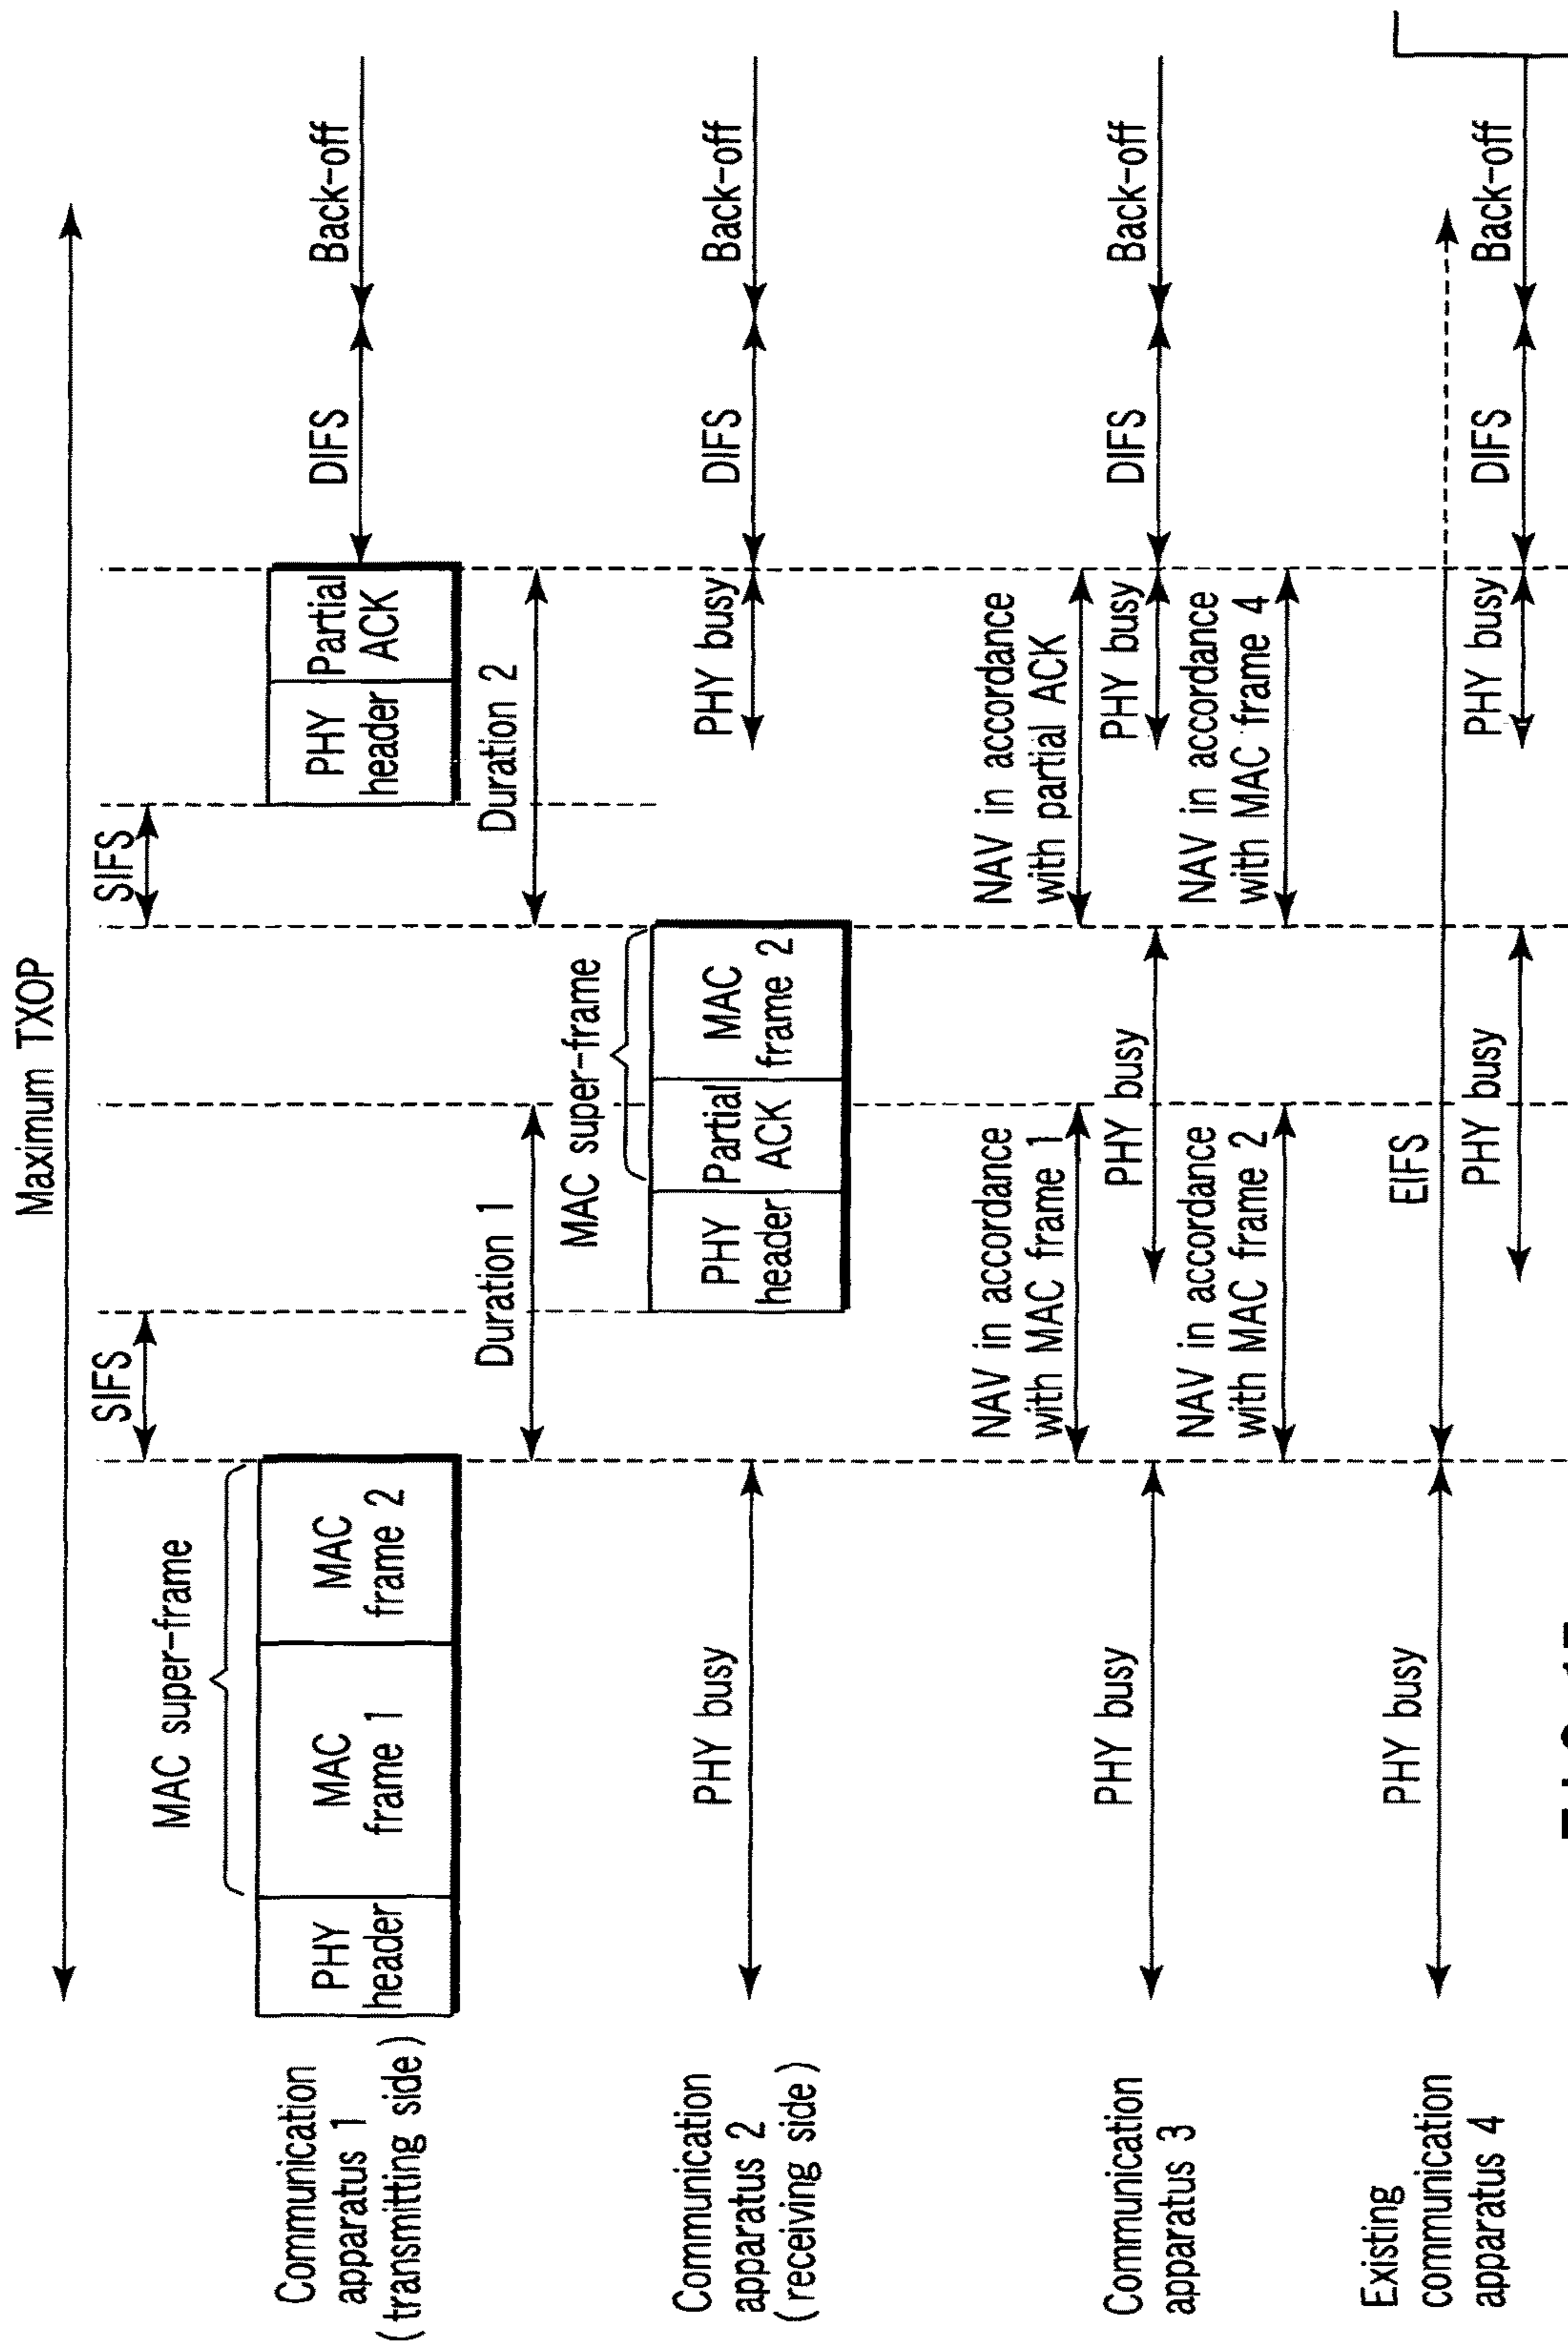 Maximum TXOP
SIFS
SIFS
MAC super-frame
Communication
apparatus 1
(transmitting side)
PHY
header
MAC
frame 1
MAC
frame 2
PHY
header
Partial
ACK
DIFS
Back-off
Duration 1
Duration 2
MAC super-frame
Communication
apparatus 2
(receiving side)
PHY busy
PHY
header
Partial
ACK
MAC
frame 2
PHY busy
DIFS
Back-off
NAV in accordance
with MAC frame 1
NAV in accordance
with partial ACK
Communication
apparatus 3
PHY busy
PHY busy
PHY busy
DIFS
Back-off
NAV in accordance
with MAC frame 2
NAV in accordance
with MAC frame 4
Existing
communication
apparatus 4
PHY busy
EIFS
PHY busy
PHY busy
DIFS
Back-off